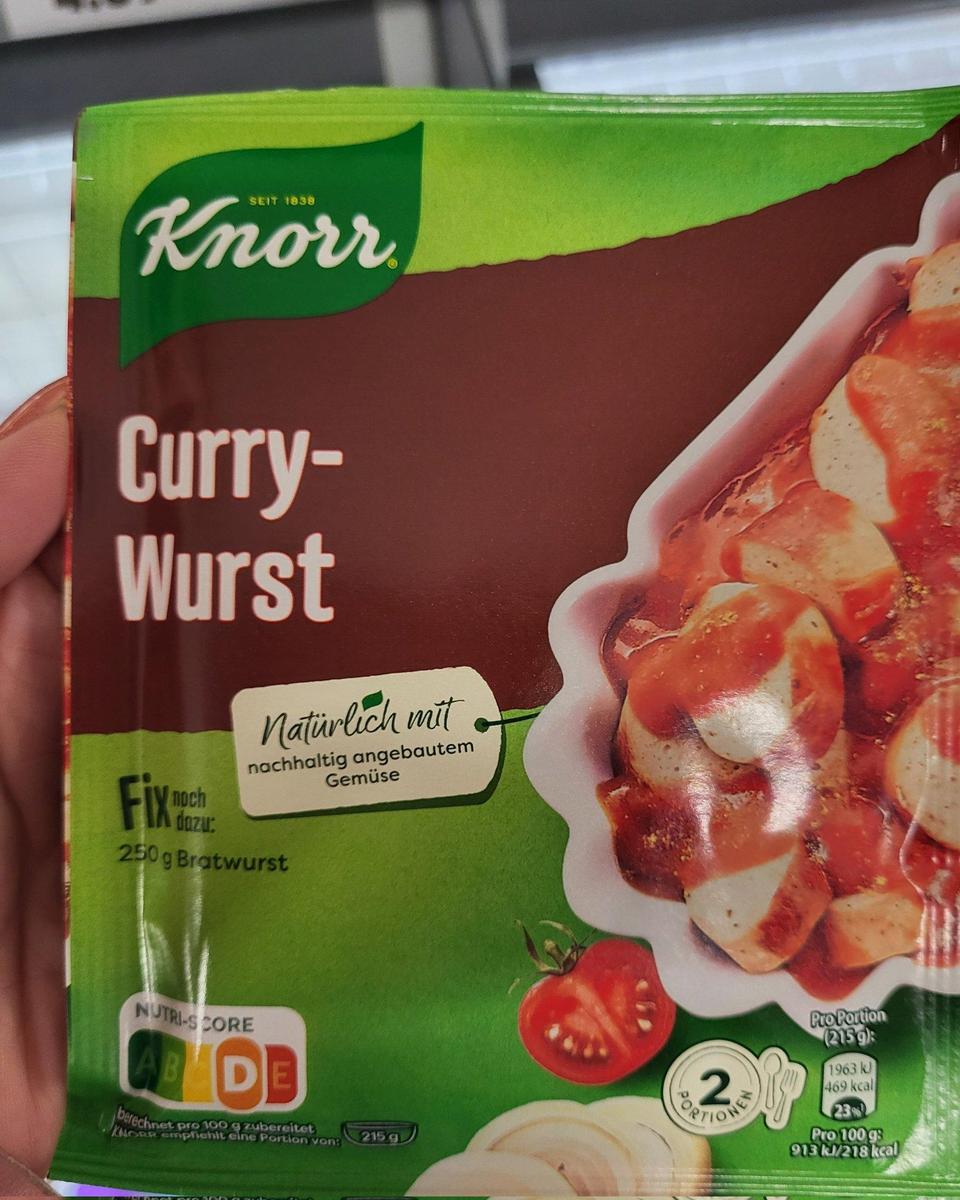 SEIT 1838
Knorr®
Curry-
Wurst
Natürlich mit
nachhaltig angebautem
Gemüse
Fix noch
dazu:
250 g Bratwurst
NUTRI-SCORE
A B C D E
berechnet pro 100 g zubereitet
KNORR empfiehlt eine Portion von: 215 g
2
PORTIONEN
Pro Portion
(215 g):
1963 kJ
469 kcal
23%
Pro 100 g:
913 kJ/218 kcal